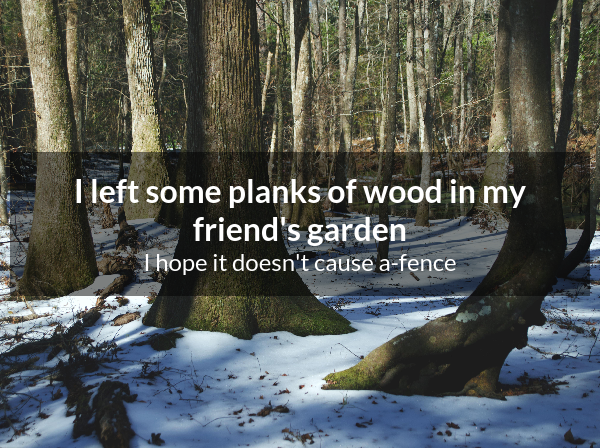 I left some planks of wood in my
friend's garden
I hope it doesn't cause a-fence